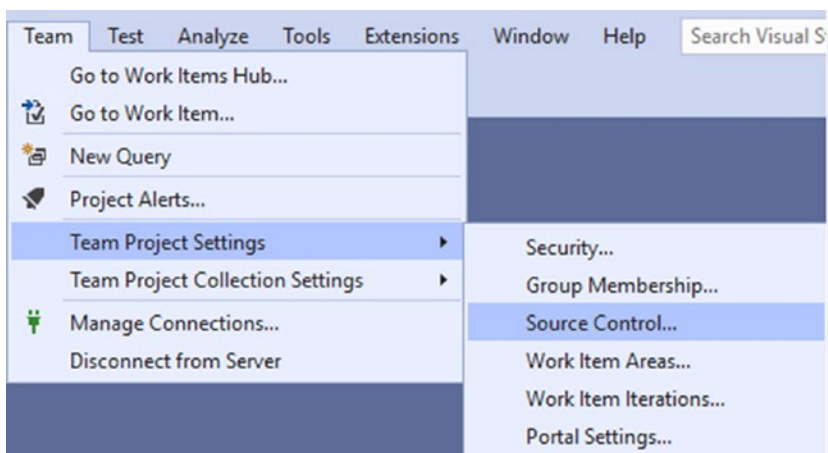 Team Test Analyze Tools Extensions Window Help Search Visual
Go to Work Items Hub...
Go to Work Item...
New Query
Project Alerts...
Team Project Settings
Team Project Collection Settings
Manage Connections...
Disconnect from Server
Security...
Group Membership...
Source Control...
Work Item Areas...
Work Item Iterations...
Portal Settings...